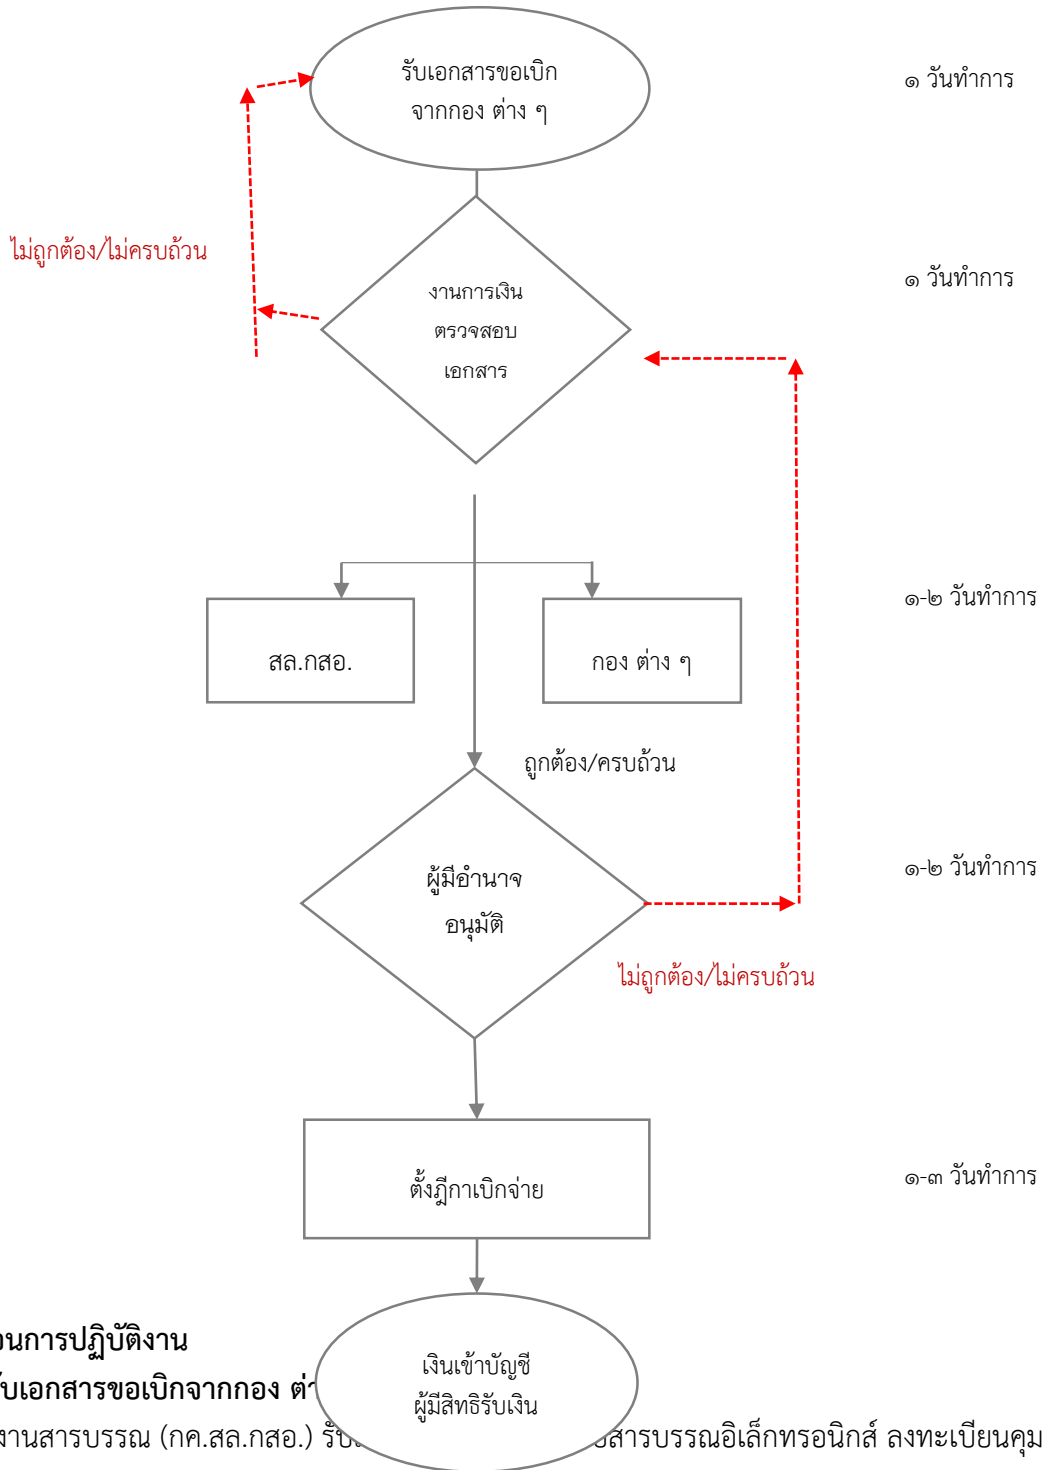 รับเอกสารขอเบิก
จากกอง ต่าง ๆ
๑ วันทำการ
ไม่ถูกต้อง/ไม่ครบถ้วน
งานการเงิน
ตรวจสอบ
เอกสาร
๑ วันทำการ
๑-๒ วันทำการ
สล.กสอ.
กอง ต่าง ๆ
ถูกต้อง/ครบถ้วน
ผู้มีอำนาจ
อนุมัติ
๑-๒ วันทำการ
ไม่ถูกต้อง/ไม่ครบถ้วน
ตั้งฎีกาเบิกจ่าย
๑-๓ วันทำการ
เงินเข้าบัญชี
ผู้มีสิทธิรับเงิน
การปฏิบัติงาน
เอกสารขอเบิกจากกอง
งานสารบรรณ (กค.สล.กสอ.) สารบรรณอิเล็กทรอนิกส์ ลงทะเบียนคุม